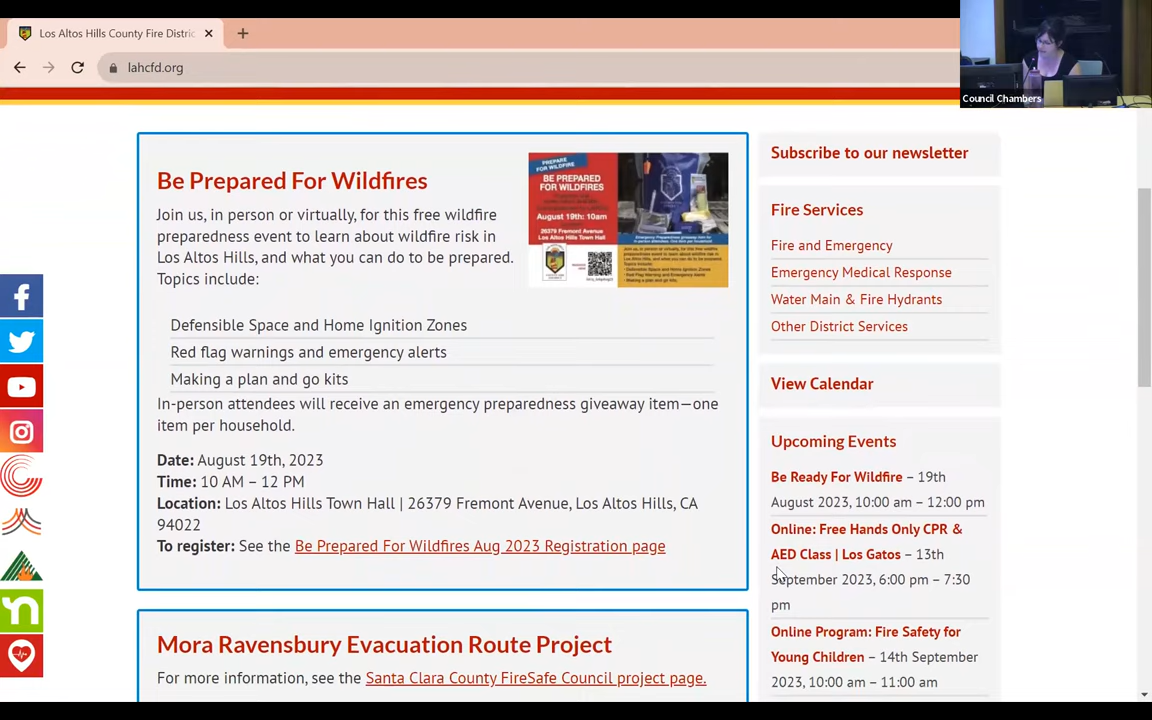 Los Altos Hills County Fire Distric
lahcfd.org
Council Chambers
Be Prepared For Wildfires
Join us, in person or virtually, for this free wildfire
preparedness event to learn about wildfire risk in
Los Altos Hills, and what you can do to be prepared.
Topics include:
Defensible Space and Home Ignition Zones
Red flag warnings and emergency alerts
Making a plan and go kits
In-person attendees will receive an emergency preparedness giveaway item—one
item per household.
Date: August 19th, 2023
Time: 10 AM – 12 PM
Location: Los Altos Hills Town Hall | 26379 Fremont Avenue, Los Altos Hills, CA
94022
To register: See the Be Prepared For Wildfires Aug 2023 Registration page
PREPARE
FOR WILDFIRES
BE PREPARED
FOR WILDFIRES
August 19th: 10am
26379 Fremont Avenue
Los Altos Hills Town Hall
Mora Ravensbury Evacuation Route Project
For more information, see the Santa Clara County FireSafe Council project page.
Subscribe to our newsletter
Fire Services
Fire and Emergency
Emergency Medical Response
Water Main & Fire Hydrants
Other District Services
View Calendar
Upcoming Events
Be Ready For Wildfire – 19th
August 2023, 10:00 am – 12:00 pm
Online: Free Hands Only CPR &
AED Class | Los Gatos – 13th
September 2023, 6:00 pm – 7:30
pm
Online Program: Fire Safety for
Young Children – 14th September
2023, 10:00 am – 11:00 am